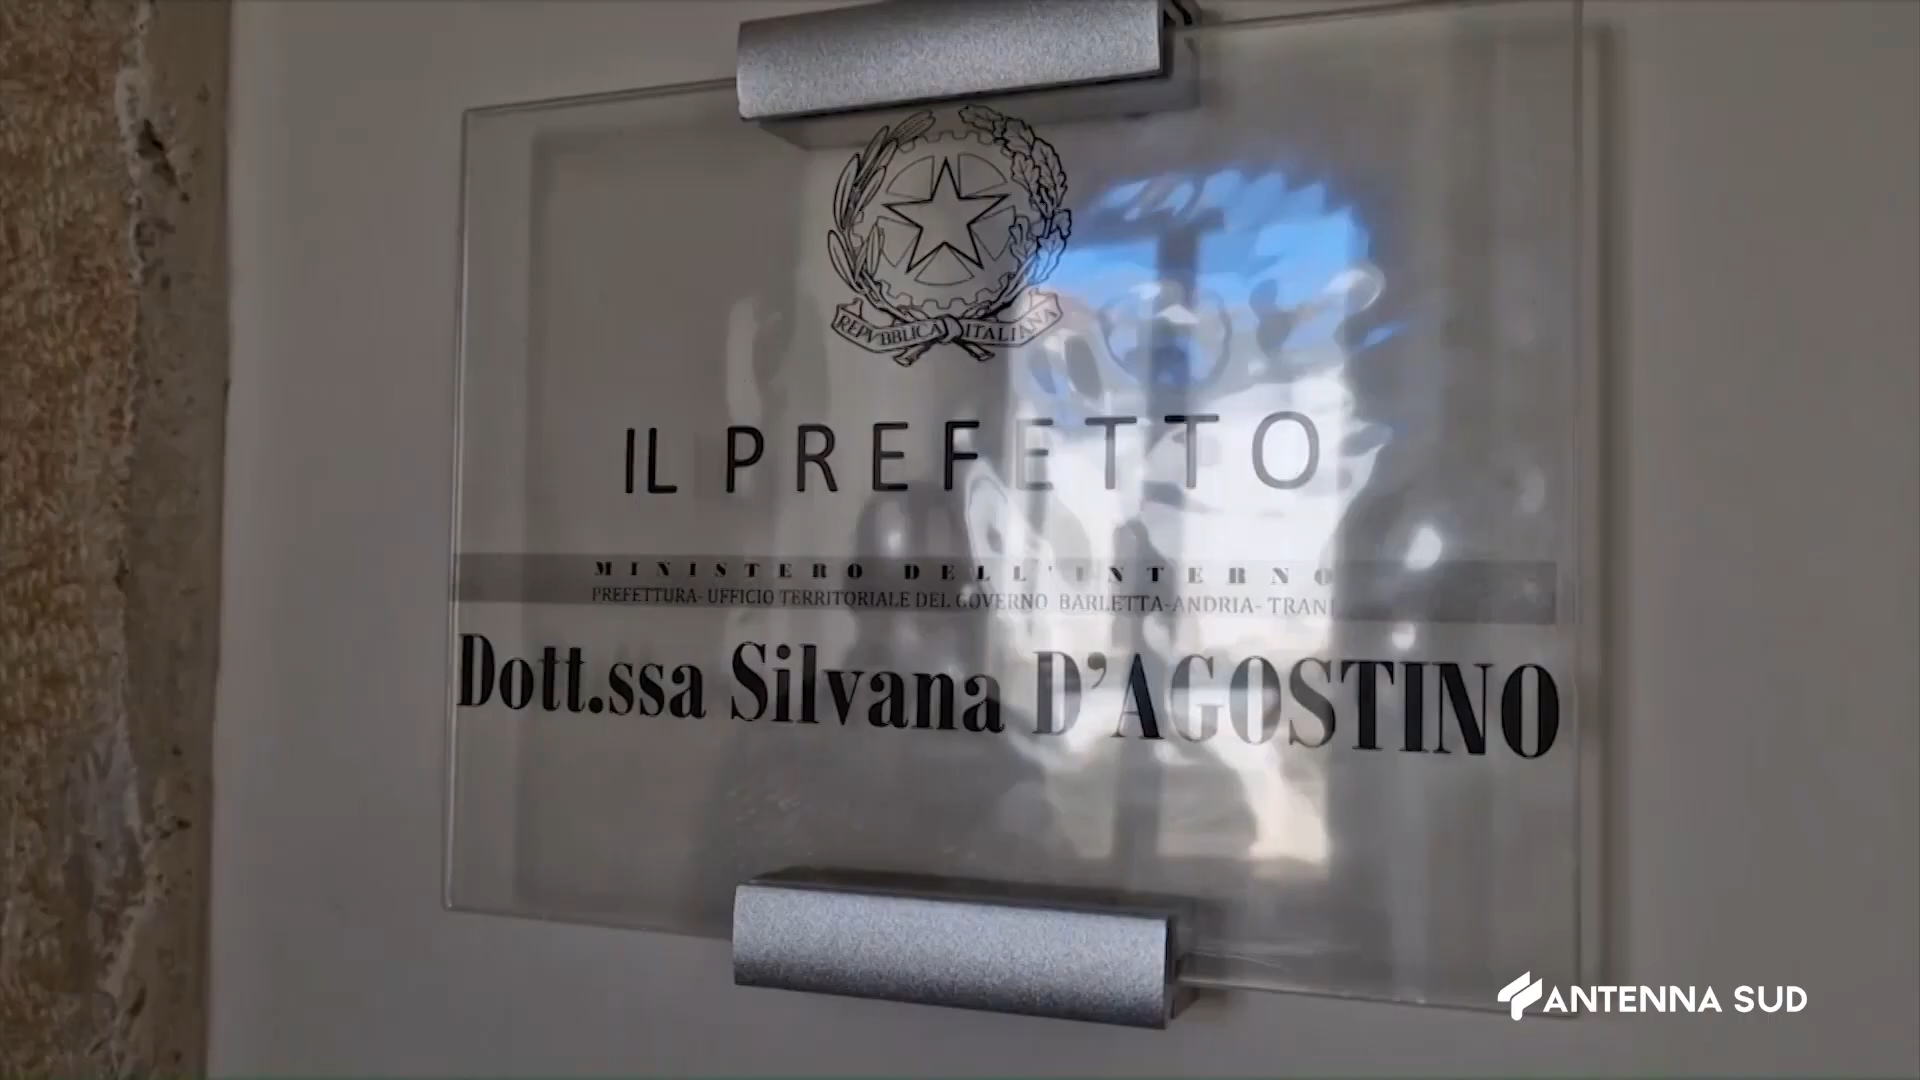 REPVBBLICA ITALIANA
IL PREFETTO
MINISTERO DELL'INTERNO
PREFETTURA- UFFICIO TERRITORIALE DEL GOVERNO BARLETTA-ANDRIA- TRANI
Dott.ssa Silvana D'AGOSTINO
ANTENNA SUD